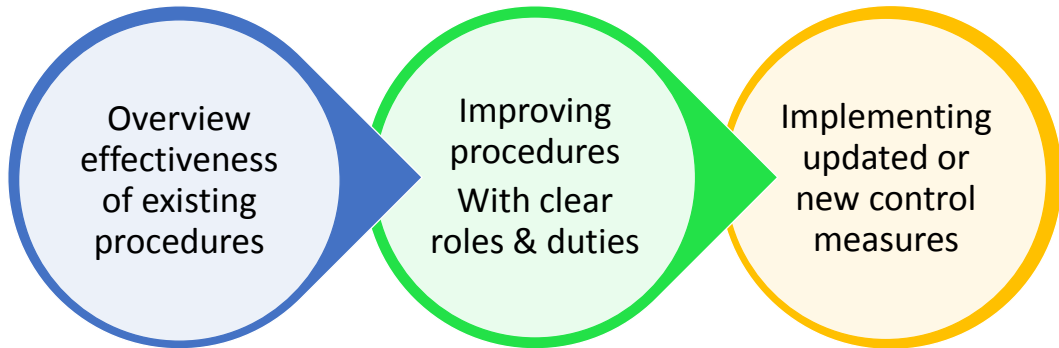 Overview
effectiveness
of existing
procedures
Improving
procedures
With clear
roles & duties
Implementing
updated or
new control
measures